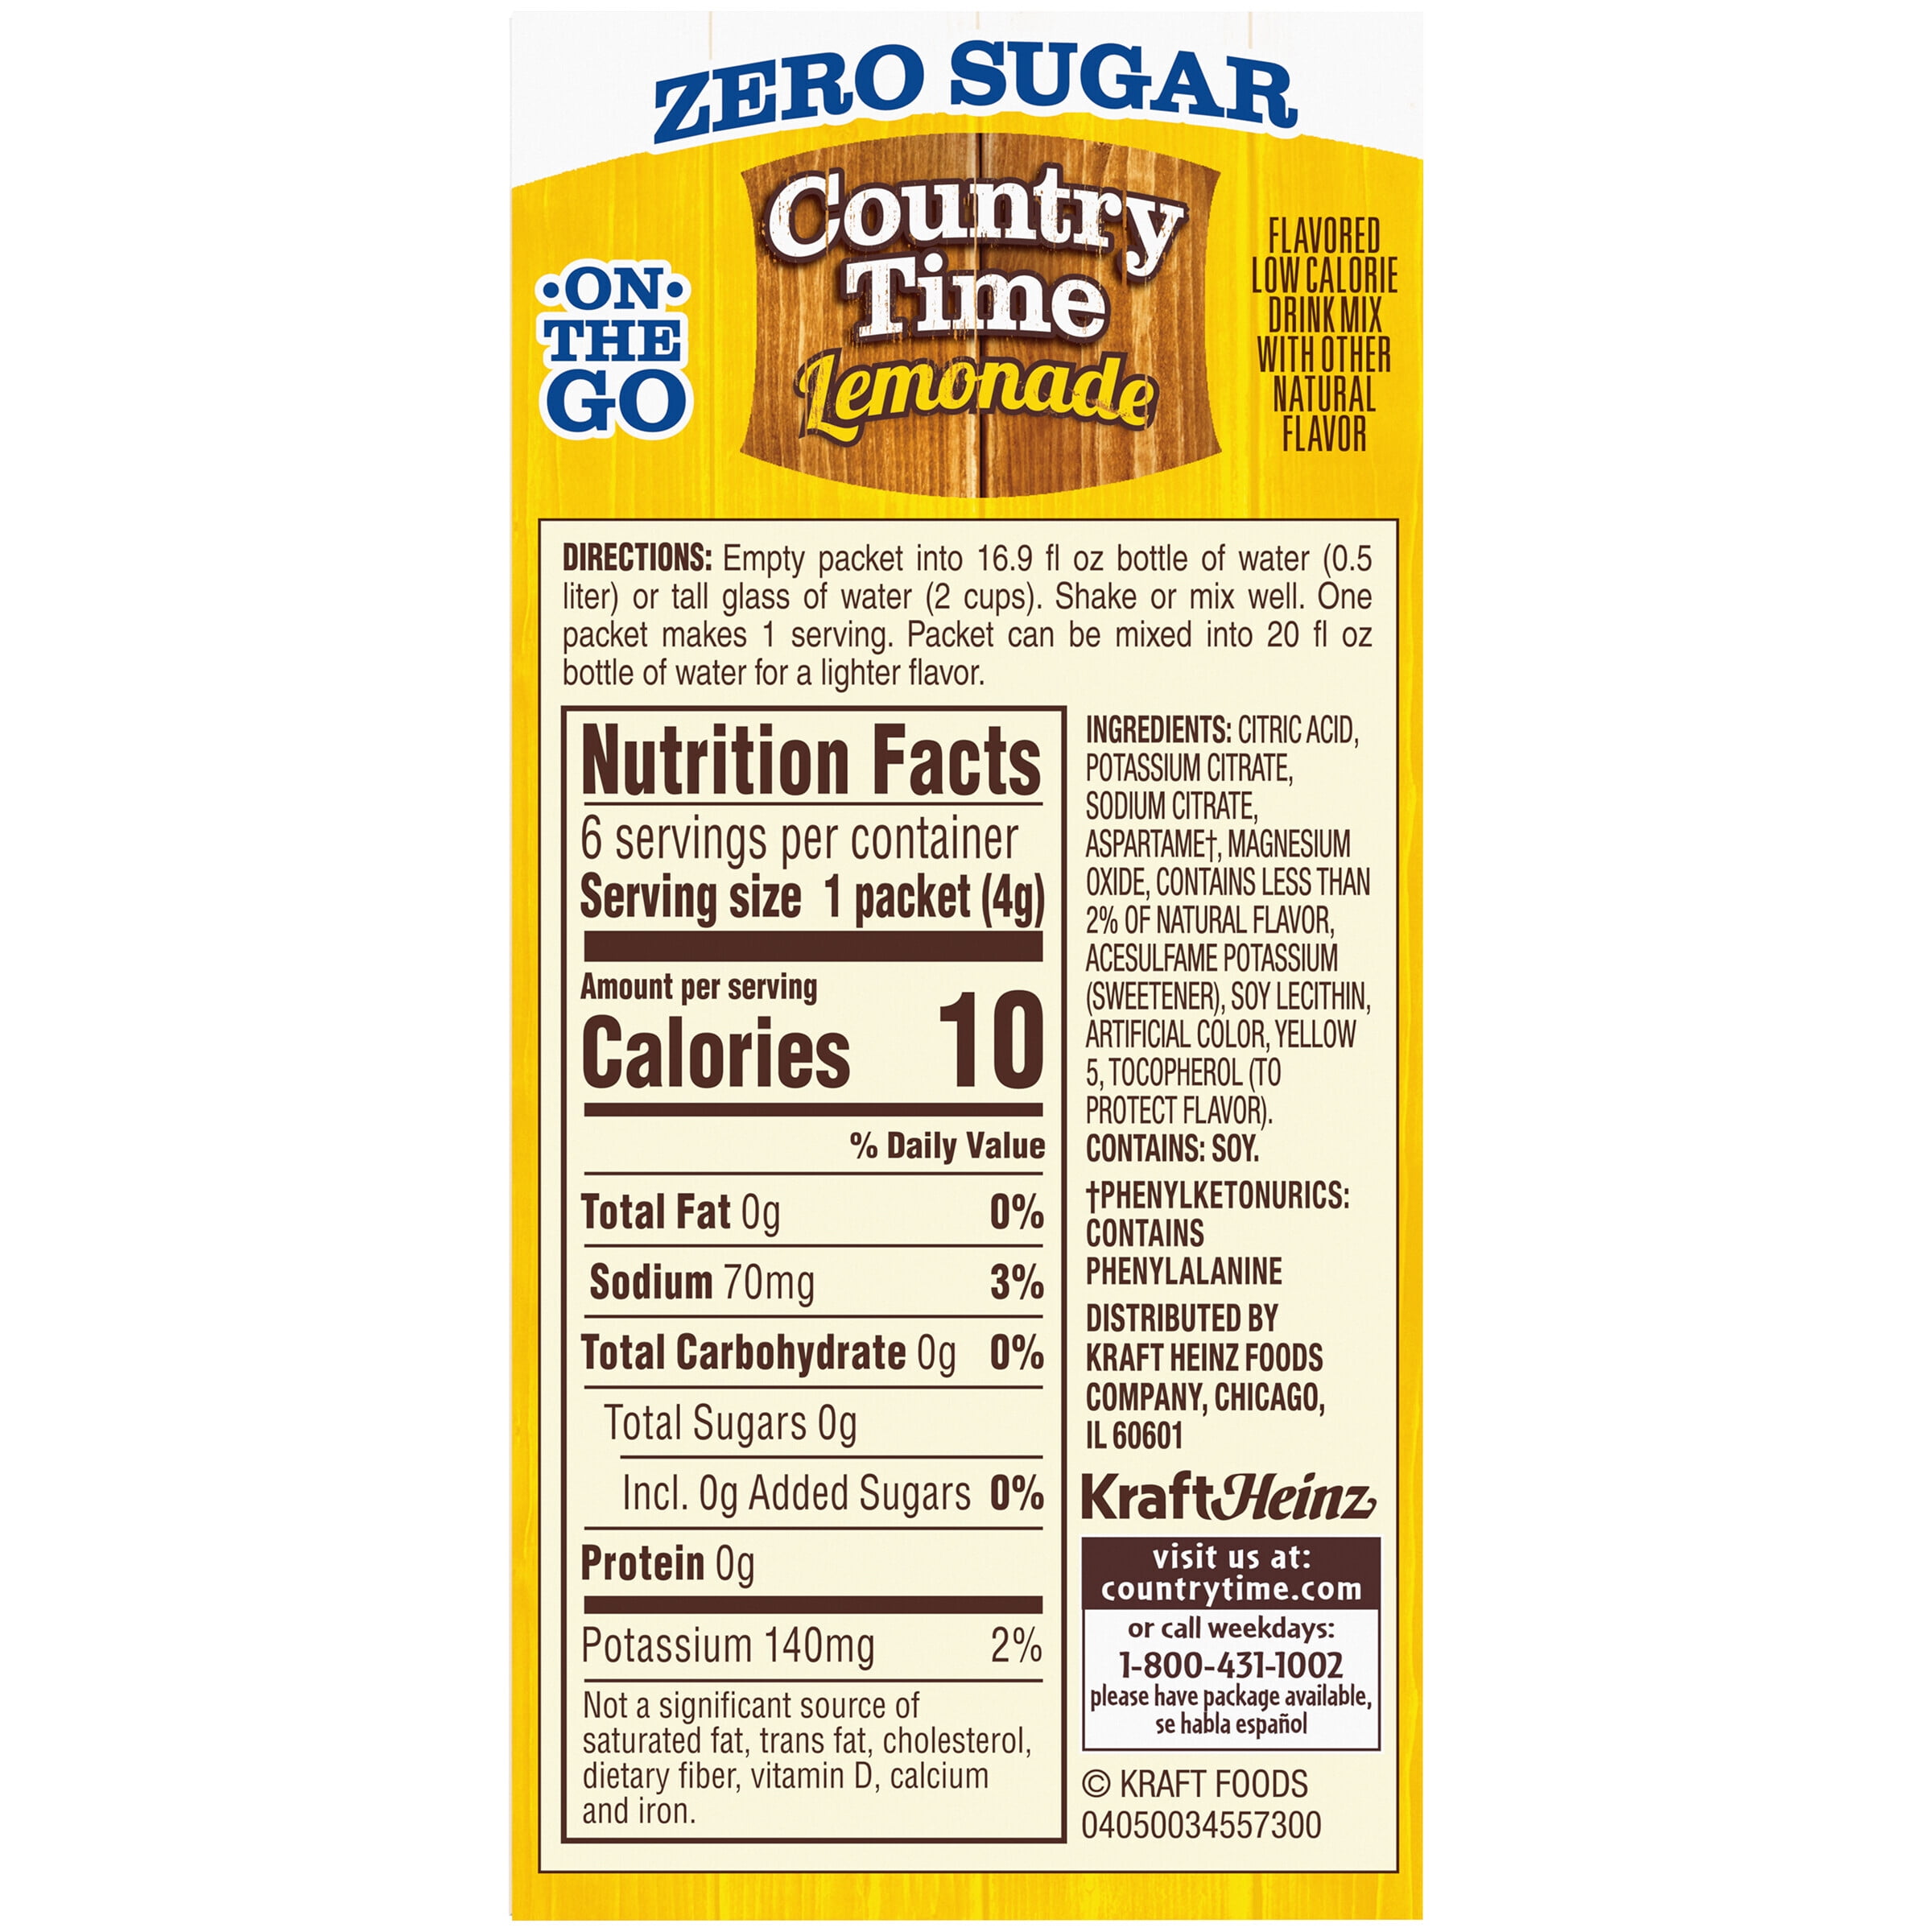 ZERO SUGAR
Country
Time
Lemonade
•ON•
THE
GO
FLAVORED
LOW CALORIE
DRINK MIX
WITH OTHER
NATURAL
FLAVOR
DIRECTIONS: Empty packet into 16.9 fl oz bottle of water (0.5
liter) or tall glass of water (2 cups). Shake or mix well. One
packet makes 1 serving. Packet can be mixed into 20 fl oz
bottle of water for a lighter flavor.
Nutrition Facts
6 servings per container
Serving size 1 packet (4g)
Amount per serving
Calories 10
% Daily Value
Total Fat 0g 0%
Sodium 70mg 3%
Total Carbohydrate 0g 0%
Total Sugars 0g
Incl. 0g Added Sugars 0%
Protein 0g
Potassium 140mg 2%
Not a significant source of
saturated fat, trans fat, cholesterol,
dietary fiber, vitamin D, calcium
and iron.
INGREDIENTS: CITRIC ACID,
POTASSIUM CITRATE,
SODIUM CITRATE,
ASPARTAME†, MAGNESIUM
OXIDE, CONTAINS LESS THAN
2% OF NATURAL FLAVOR,
ACESULFAME POTASSIUM
(SWEETENER), SOY LECITHIN,
ARTIFICIAL COLOR, YELLOW
5, TOCOPHEROL (TO
PROTECT FLAVOR).
CONTAINS: SOY.
†PHENYLKETONURICS:
CONTAINS
PHENYLALANINE
DISTRIBUTED BY
KRAFT HEINZ FOODS
COMPANY, CHICAGO,
IL 60601
KraftHeinz
visit us at:
countrytime.com
or call weekdays:
1-800-431-1002
please have package available,
se habla español
© KRAFT FOODS
04050034557300